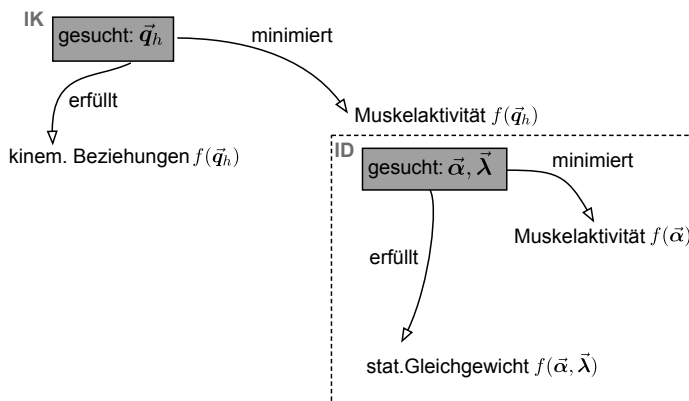 IK
gesucht: $\vec{q}_h$
minimiert
erfüllt
Muskelaktivität $f(\vec{q}_h)$
kinem. Beziehungen $f(\vec{q}_h)$
ID
gesucht: $\vec{\alpha}, \vec{\lambda}$
minimiert
Muskelaktivität $f(\vec{\alpha})$
erfüllt
stat.Gleichgewicht $f(\vec{\alpha}, \vec{\lambda})$